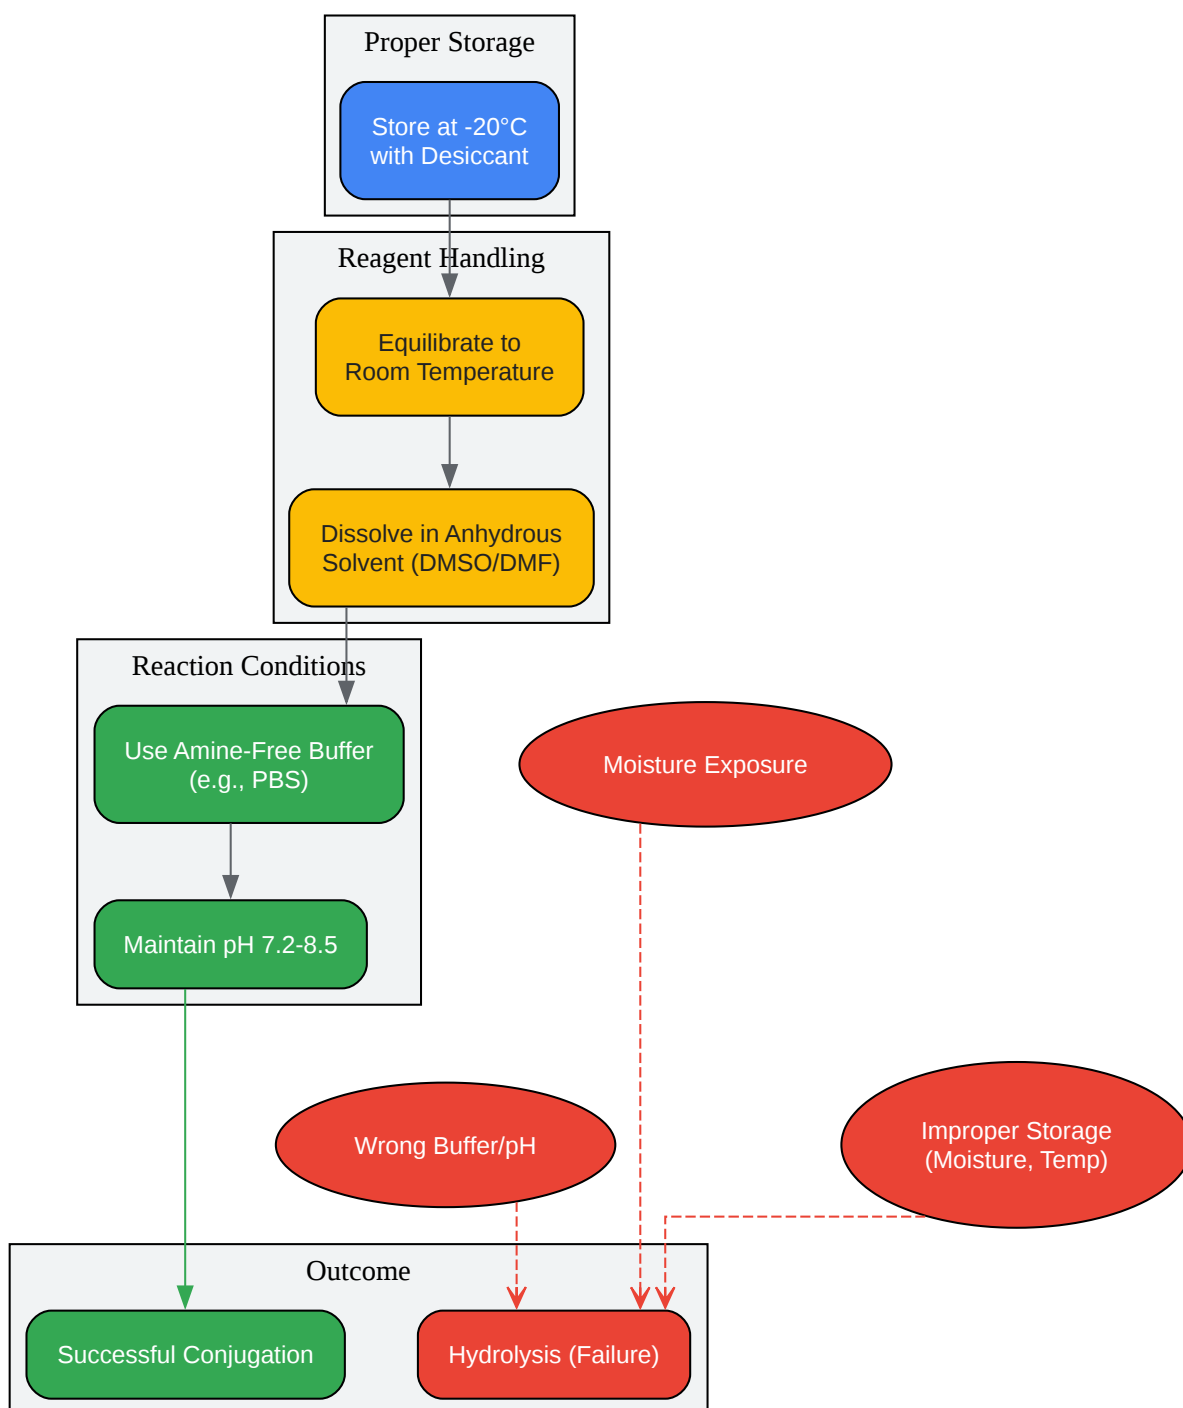 Proper Storage
Store at -20°C
with Desiccant
Reagent Handling
Equilibrate to
Room Temperature
Dissolve in Anhydrous
Solvent (DMSO/DMF)
Reaction Conditions
Use Amine-Free Buffer
(e.g., PBS)
Moisture Exposure
Maintain pH 7.2-8.5
Wrong Buffer/pH
Improper Storage
(Moisture, Temp)
Outcome
Successful Conjugation
Hydrolysis (Failure)